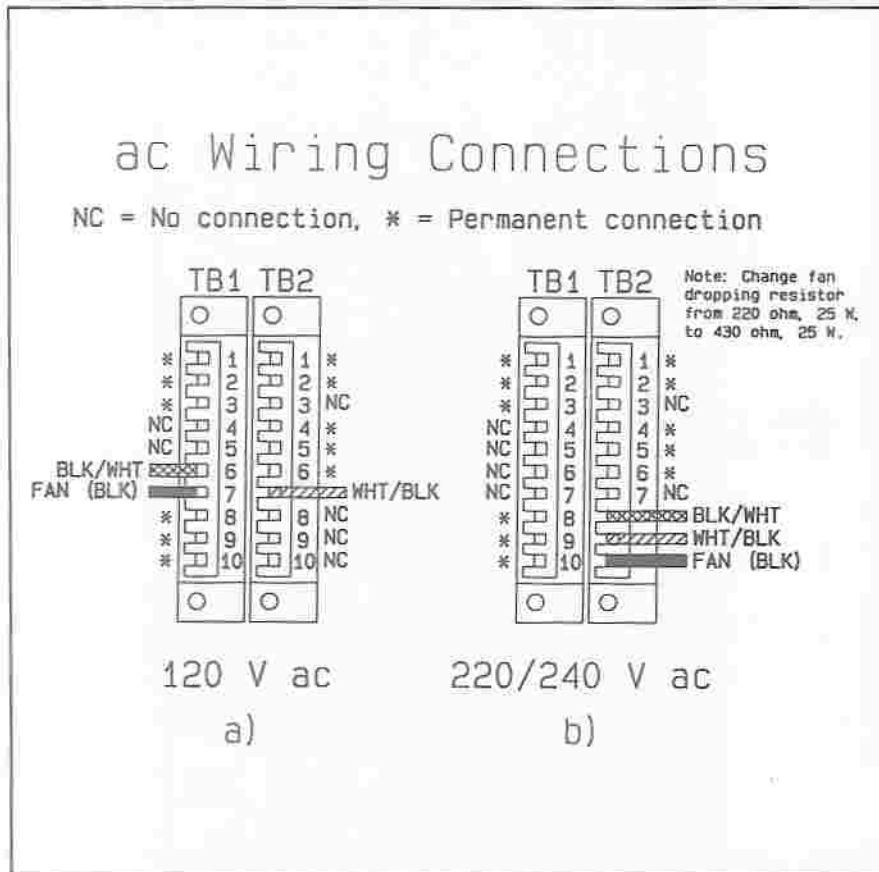 ac Wiring Connections
NC = No connection, * = Permanent connection
TB1 TB2
* 1 1 *
* 2 2 *
* 3 3 NC
NC 4 4 *
NC 5 5 *
BLK/WHT 6 6 *
FAN (BLK) 7 WHT/BLK
* 8 8 NC
* 9 9 NC
* 10 10 NC
120 V ac
a)
TB1 TB2
Note: Change fan
dropping resistor
from 220 ohm, 25 W,
to 430 ohm, 25 W.
* 1 1 *
* 2 2 *
* 3 3 NC
NC 4 4 *
NC 5 5 *
NC 6 6 *
NC 7 7 NC
* 8 BLK/WHT
* 9 WHT/BLK
* 10 FAN (BLK)
220/240 V ac
b)